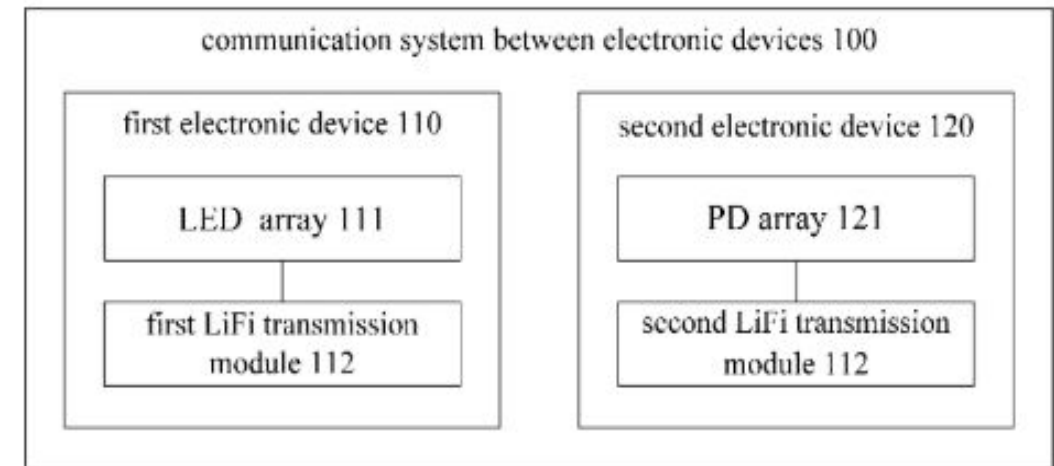 communication system between electronic devices 100
first electronic device 110
LED array 111
first LiFi transmission
module 112
second electronic device 120
PD array 121
second LiFi transmission
module 112